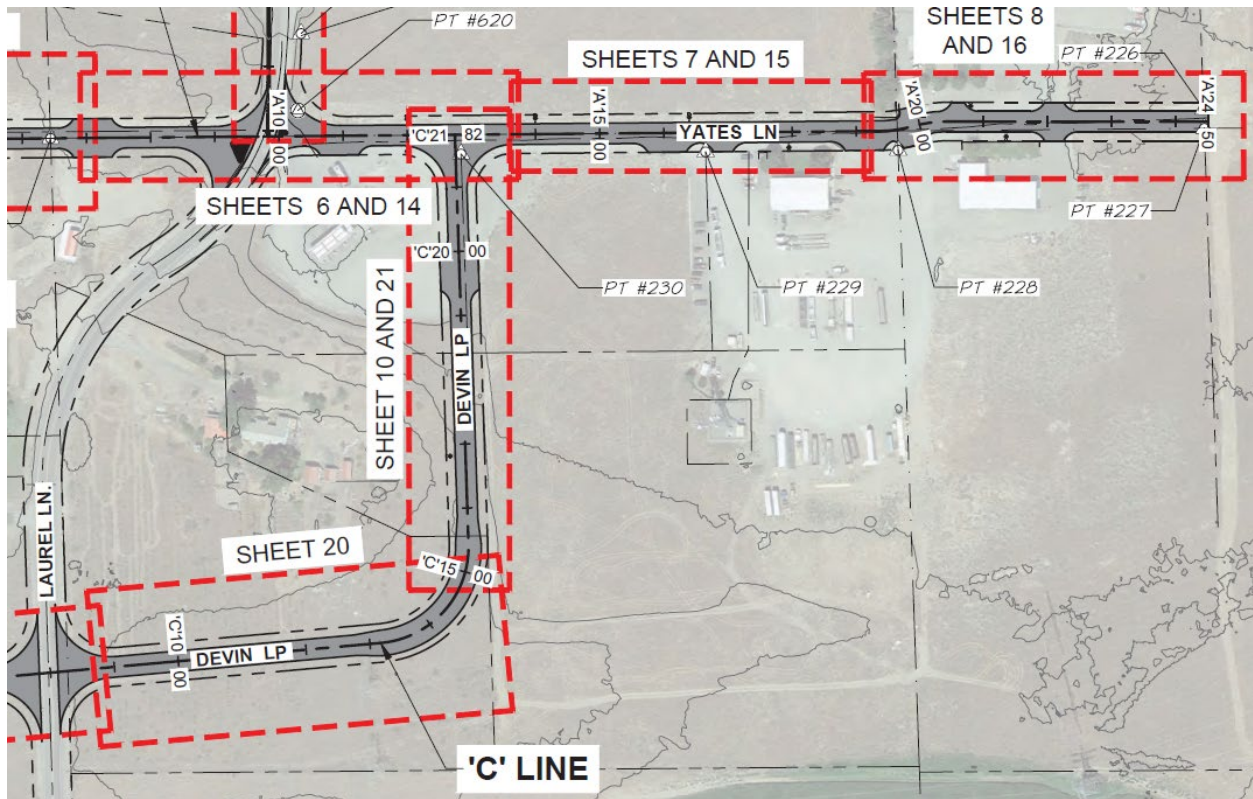 PT #620
SHEETS 7 AND 15
SHEETS 8
AND 16
PT #226
'A'10
00
'C'21
82
'A'15
00
YATES LN
'A'20
00
'A'24
50
SHEETS 6 AND 14
PT #227
'C'20
00
PT #230
PT #229
PT #228
SHEET 10 AND 21
DEVIN LP
LAUREL LN.
SHEET 20
'C'15
00
'C'10
00
DEVIN LP
'C' LINE